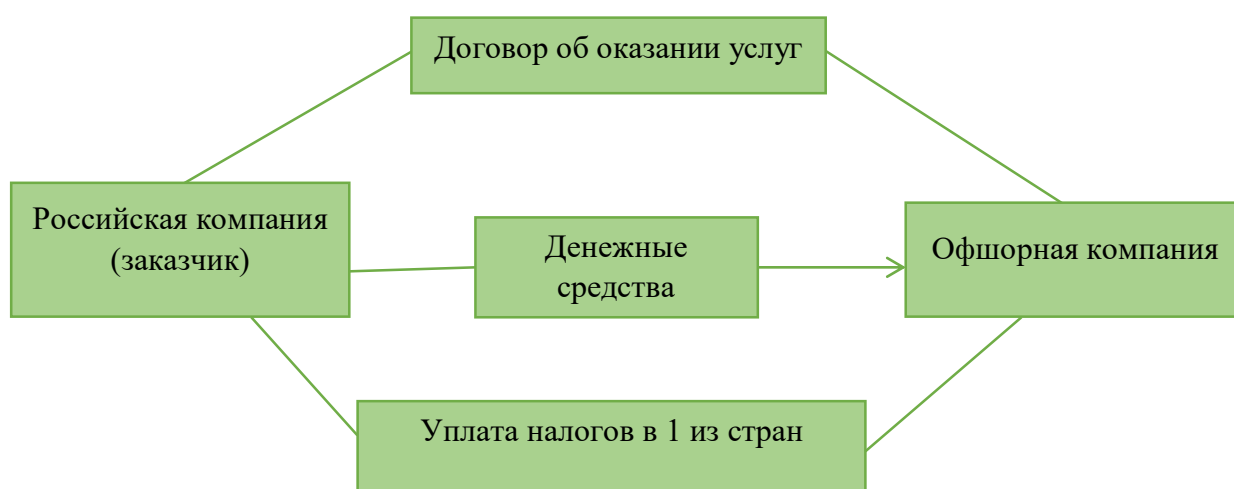 Договор об оказании услуг
Российская компания
(заказчик)
Денежные
средства
Офшорная компания
Уплата налогов в 1 из стран